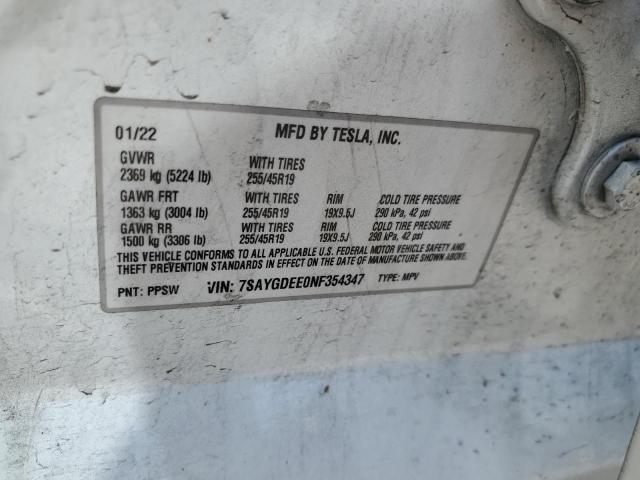 01/22 MFD BY TESLA, INC.
GVWR WITH TIRES
2369 kg (5224 lb) 255/45R19
GAWR FRT WITH TIRES RIM COLD TIRE PRESSURE
1363 kg (3004 lb) 255/45R19 19X9.5J 290 kPa, 42 psi
GAWR RR WITH TIRES RIM COLD TIRE PRESSURE
1500 kg (3306 lb) 255/45R19 19X9.5J 290 kPa, 42 psi
THIS VEHICLE CONFORMS TO ALL APPLICABLE U.S. FEDERAL MOTOR VEHICLE SAFETY AND
THEFT PREVENTION STANDARDS IN EFFECT ON THE DATE OF MANUFACTURE SHOWN ABOVE.
PNT: PPSW VIN: 7SAYGDEE0NF354347 TYPE: MPV